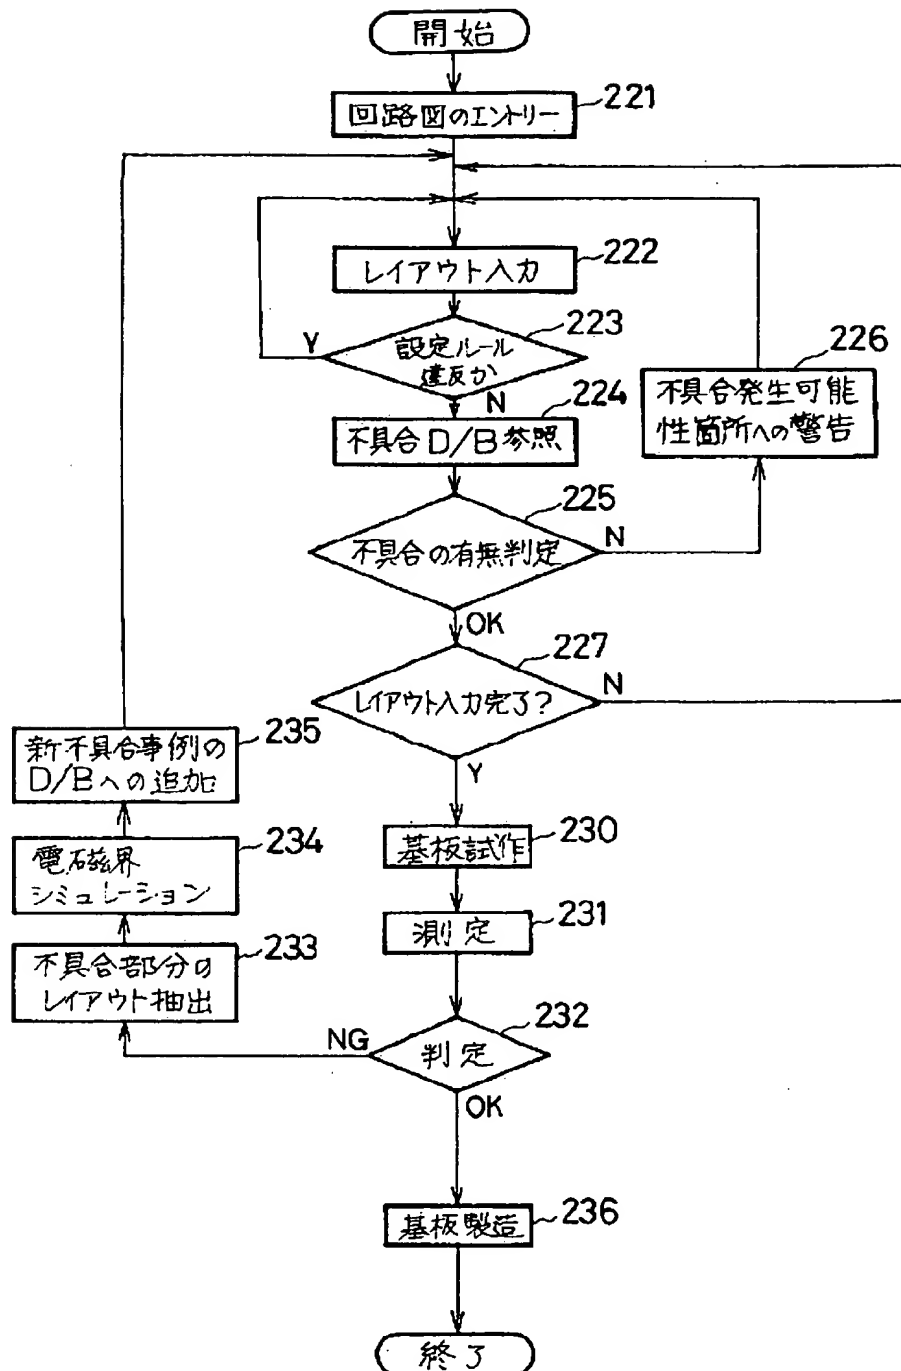 開始
回路図のエントリー
221
レイアウト入力
222
設定ルール
違反か
223
Y
N
不具合D/B参照
224
不具合の有無判定
225
N
OK
不具合発生可能
性箇所への警告
226
レイアウト入力完了?
227
N
Y
基板試作
230
測定
231
判定
232
NG
OK
不具合部分の
レイアウト抽出
233
電磁界
シミュレーション
234
新不具合事例の
D/Bへの追加
235
基板製造
236
終了